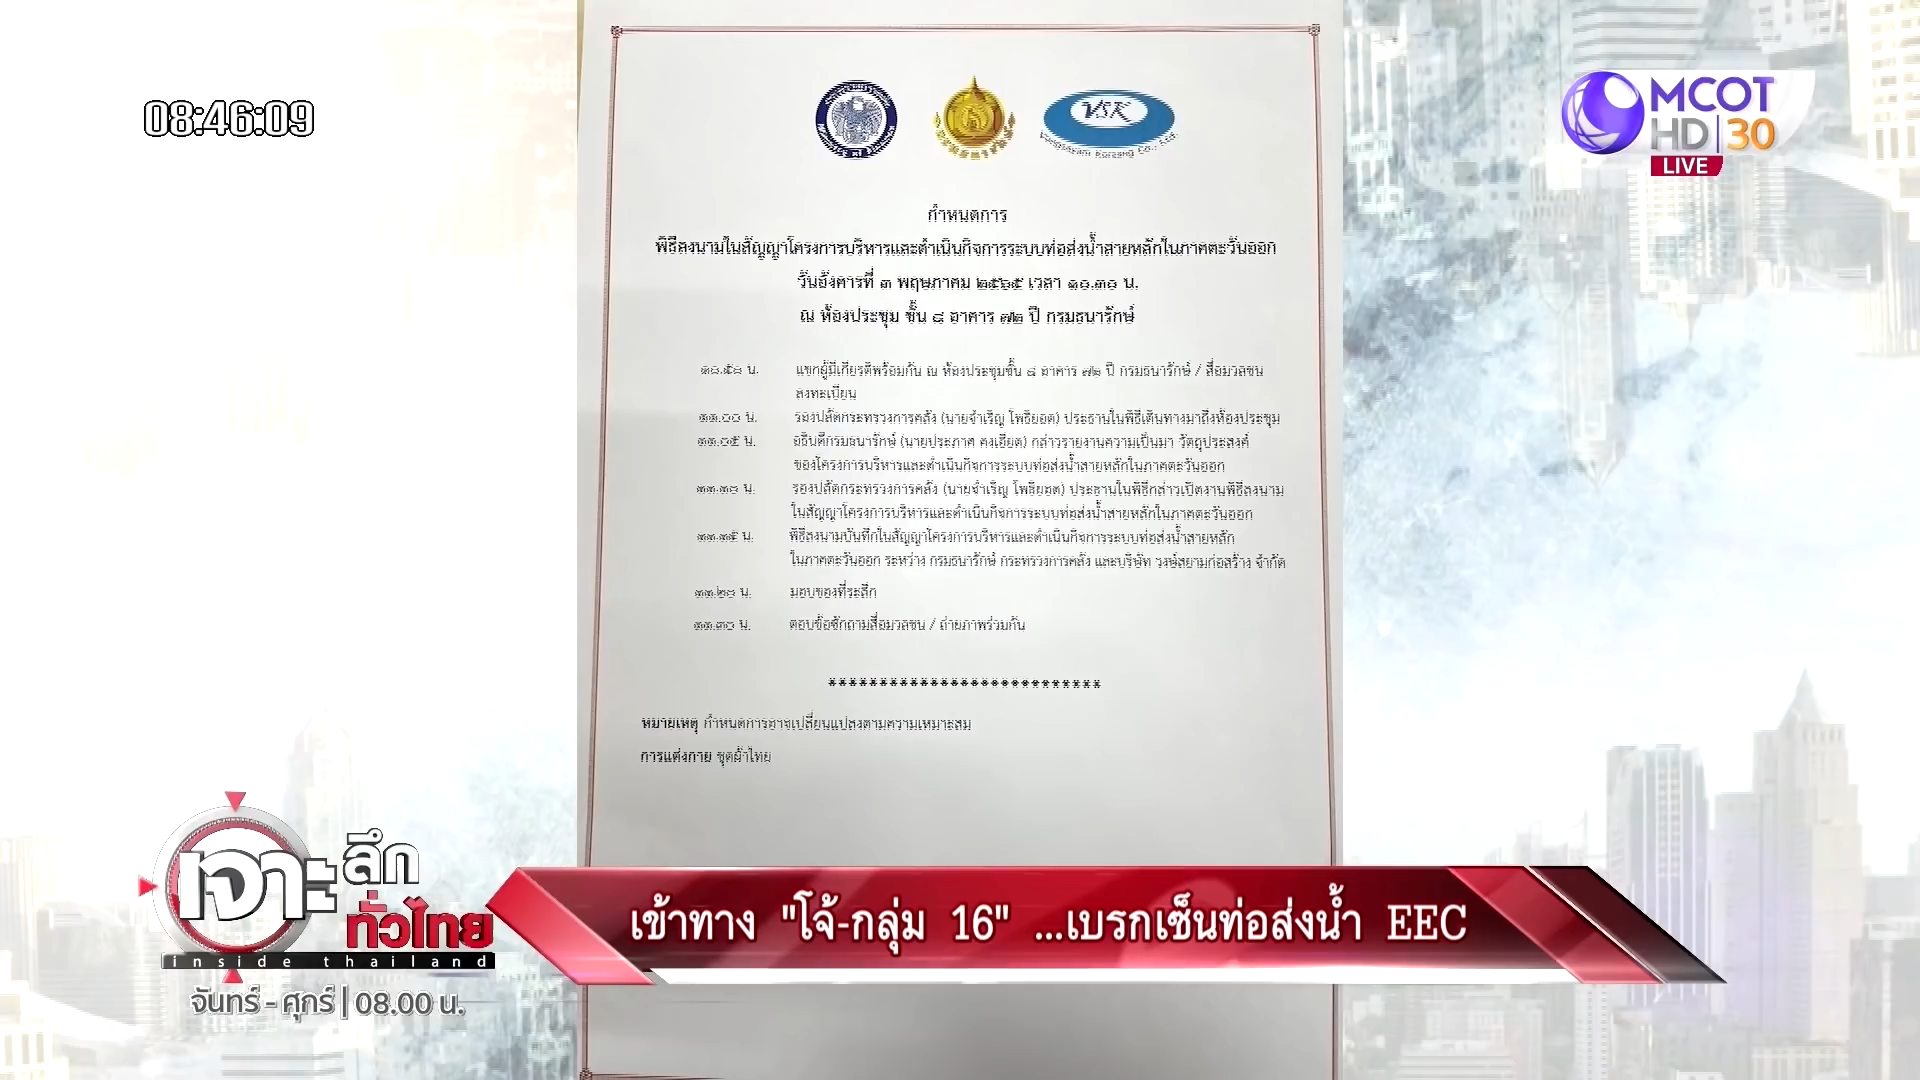 08:46:09
MCOT
HD 30
LIVE
VSK
กำหนดการ
พิธีลงนามในสัญญาโครงการบริหารและดำเนินกิจการระบบท่อส่งน้ำสายหลักในภาคตะวันออก
วันอังคารที่ ๓ พฤษภาคม ๒๕๖๕ เวลา น.
ณ ห้องประชุม ชั้น ๘ อาคาร ๗๒ ปี กรมธนารักษ์
น. แขกผู้มีเกียรติพร้อมกัน ณ ห้องประชุมชั้น ๘ อาคาร ๗๒ ปี กรมธนารักษ์ / สื่อมวลชน
ลงทะเบียน
๑๑.๐๐ น. รองปลัดกระทรวงการคลัง (นายจำเริญ โพธิยอด) ประธานในพิธีเดินทางมาถึงห้องประชุม
๑๑.๐๕ น. อธิบดีกรมธนารักษ์ (นายประภาศ คงเอียด) กล่าวรายงานความเป็นมา วัตถุประสงค์
ของโครงการบริหารและดำเนินกิจการระบบท่อส่งน้ำสายหลักในภาคตะวันออก
๑๑.๑๐ น. รองปลัดกระทรวงการคลัง (นายจำเริญ โพธิยอด) ประธานในพิธีกล่าวเปิดงานพิธีลงนาม
ในสัญญาโครงการบริหารและดำเนินกิจการระบบท่อส่งน้ำสายหลักในภาคตะวันออก
๑๑.๑๕ น. พิธีลงนามบันทึกในสัญญาโครงการบริหารและดำเนินกิจการระบบท่อส่งน้ำสายหลัก
ในภาคตะวันออก ระหว่าง กรมธนารักษ์ กระทรวงการคลัง และบริษัท วงษ์สยามก่อสร้าง จำกัด
๑๑.๒๐ น. มอบของที่ระลึก
๑๑.๓๐ น. ตอบข้อซักถามสื่อมวลชน / ถ่ายภาพร่วมกัน
***************************
หมายเหตุ กำหนดการอาจเปลี่ยนแปลงตามความเหมาะสม
การแต่งกาย ชุดผ้าไทย
เจาะลึก
ทั่วไทย
inside thailand
จันทร์ - ศุกร์ | 08.00 น.
เข้าทาง "โจ้-กลุ่ม 16" ...เบรกเซ็นท่อส่งน้ำ EEC